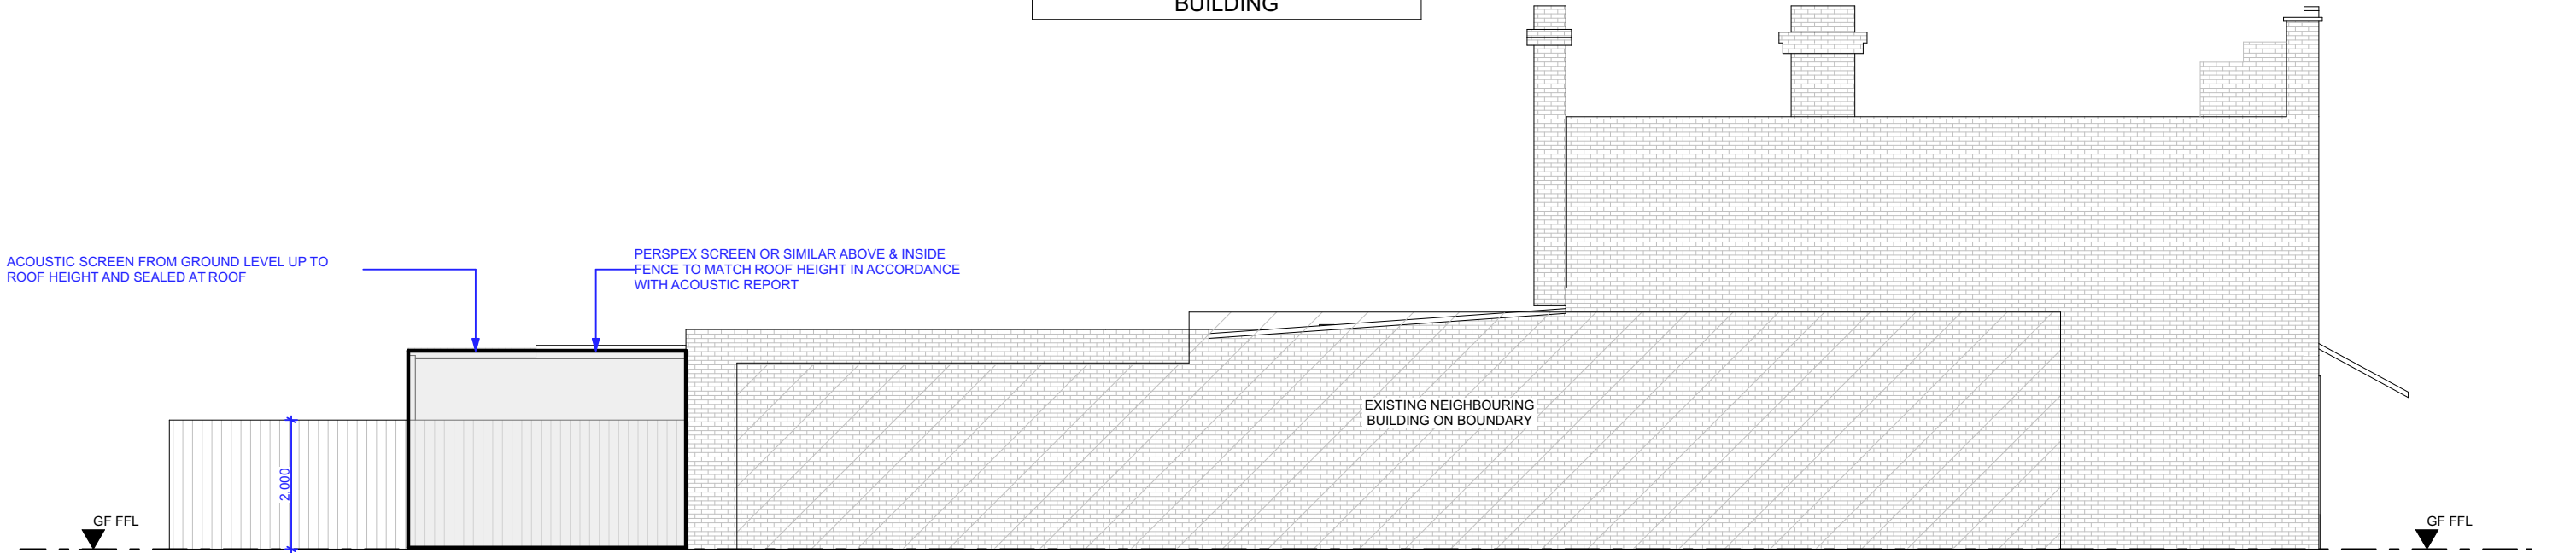 BUILDING
ACOUSTIC SCREEN FROM GROUND LEVEL UP TO
ROOF HEIGHT AND SEALED AT ROOF
PERSPEX SCREEN OR SIMILAR ABOVE & INSIDE
FENCE TO MATCH ROOF HEIGHT IN ACCORDANCE
WITH ACOUSTIC REPORT
EXISTING NEIGHBOURING
BUILDING ON BOUNDARY
2,000
GF FFL
GF FFL